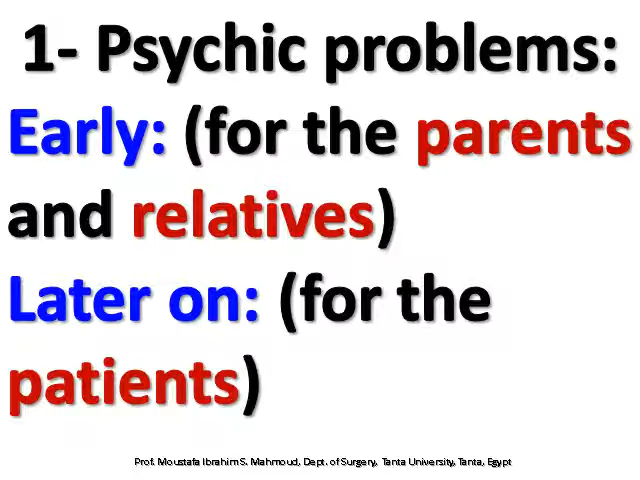 1- Psychic problems:
Early: (for the parents
and relatives)
Later on: (for the
patients)
Prof. Moustafa Ibrahim S. Mahmoud, Dept. of Surgery, Tanta University, Tanta, Egypt